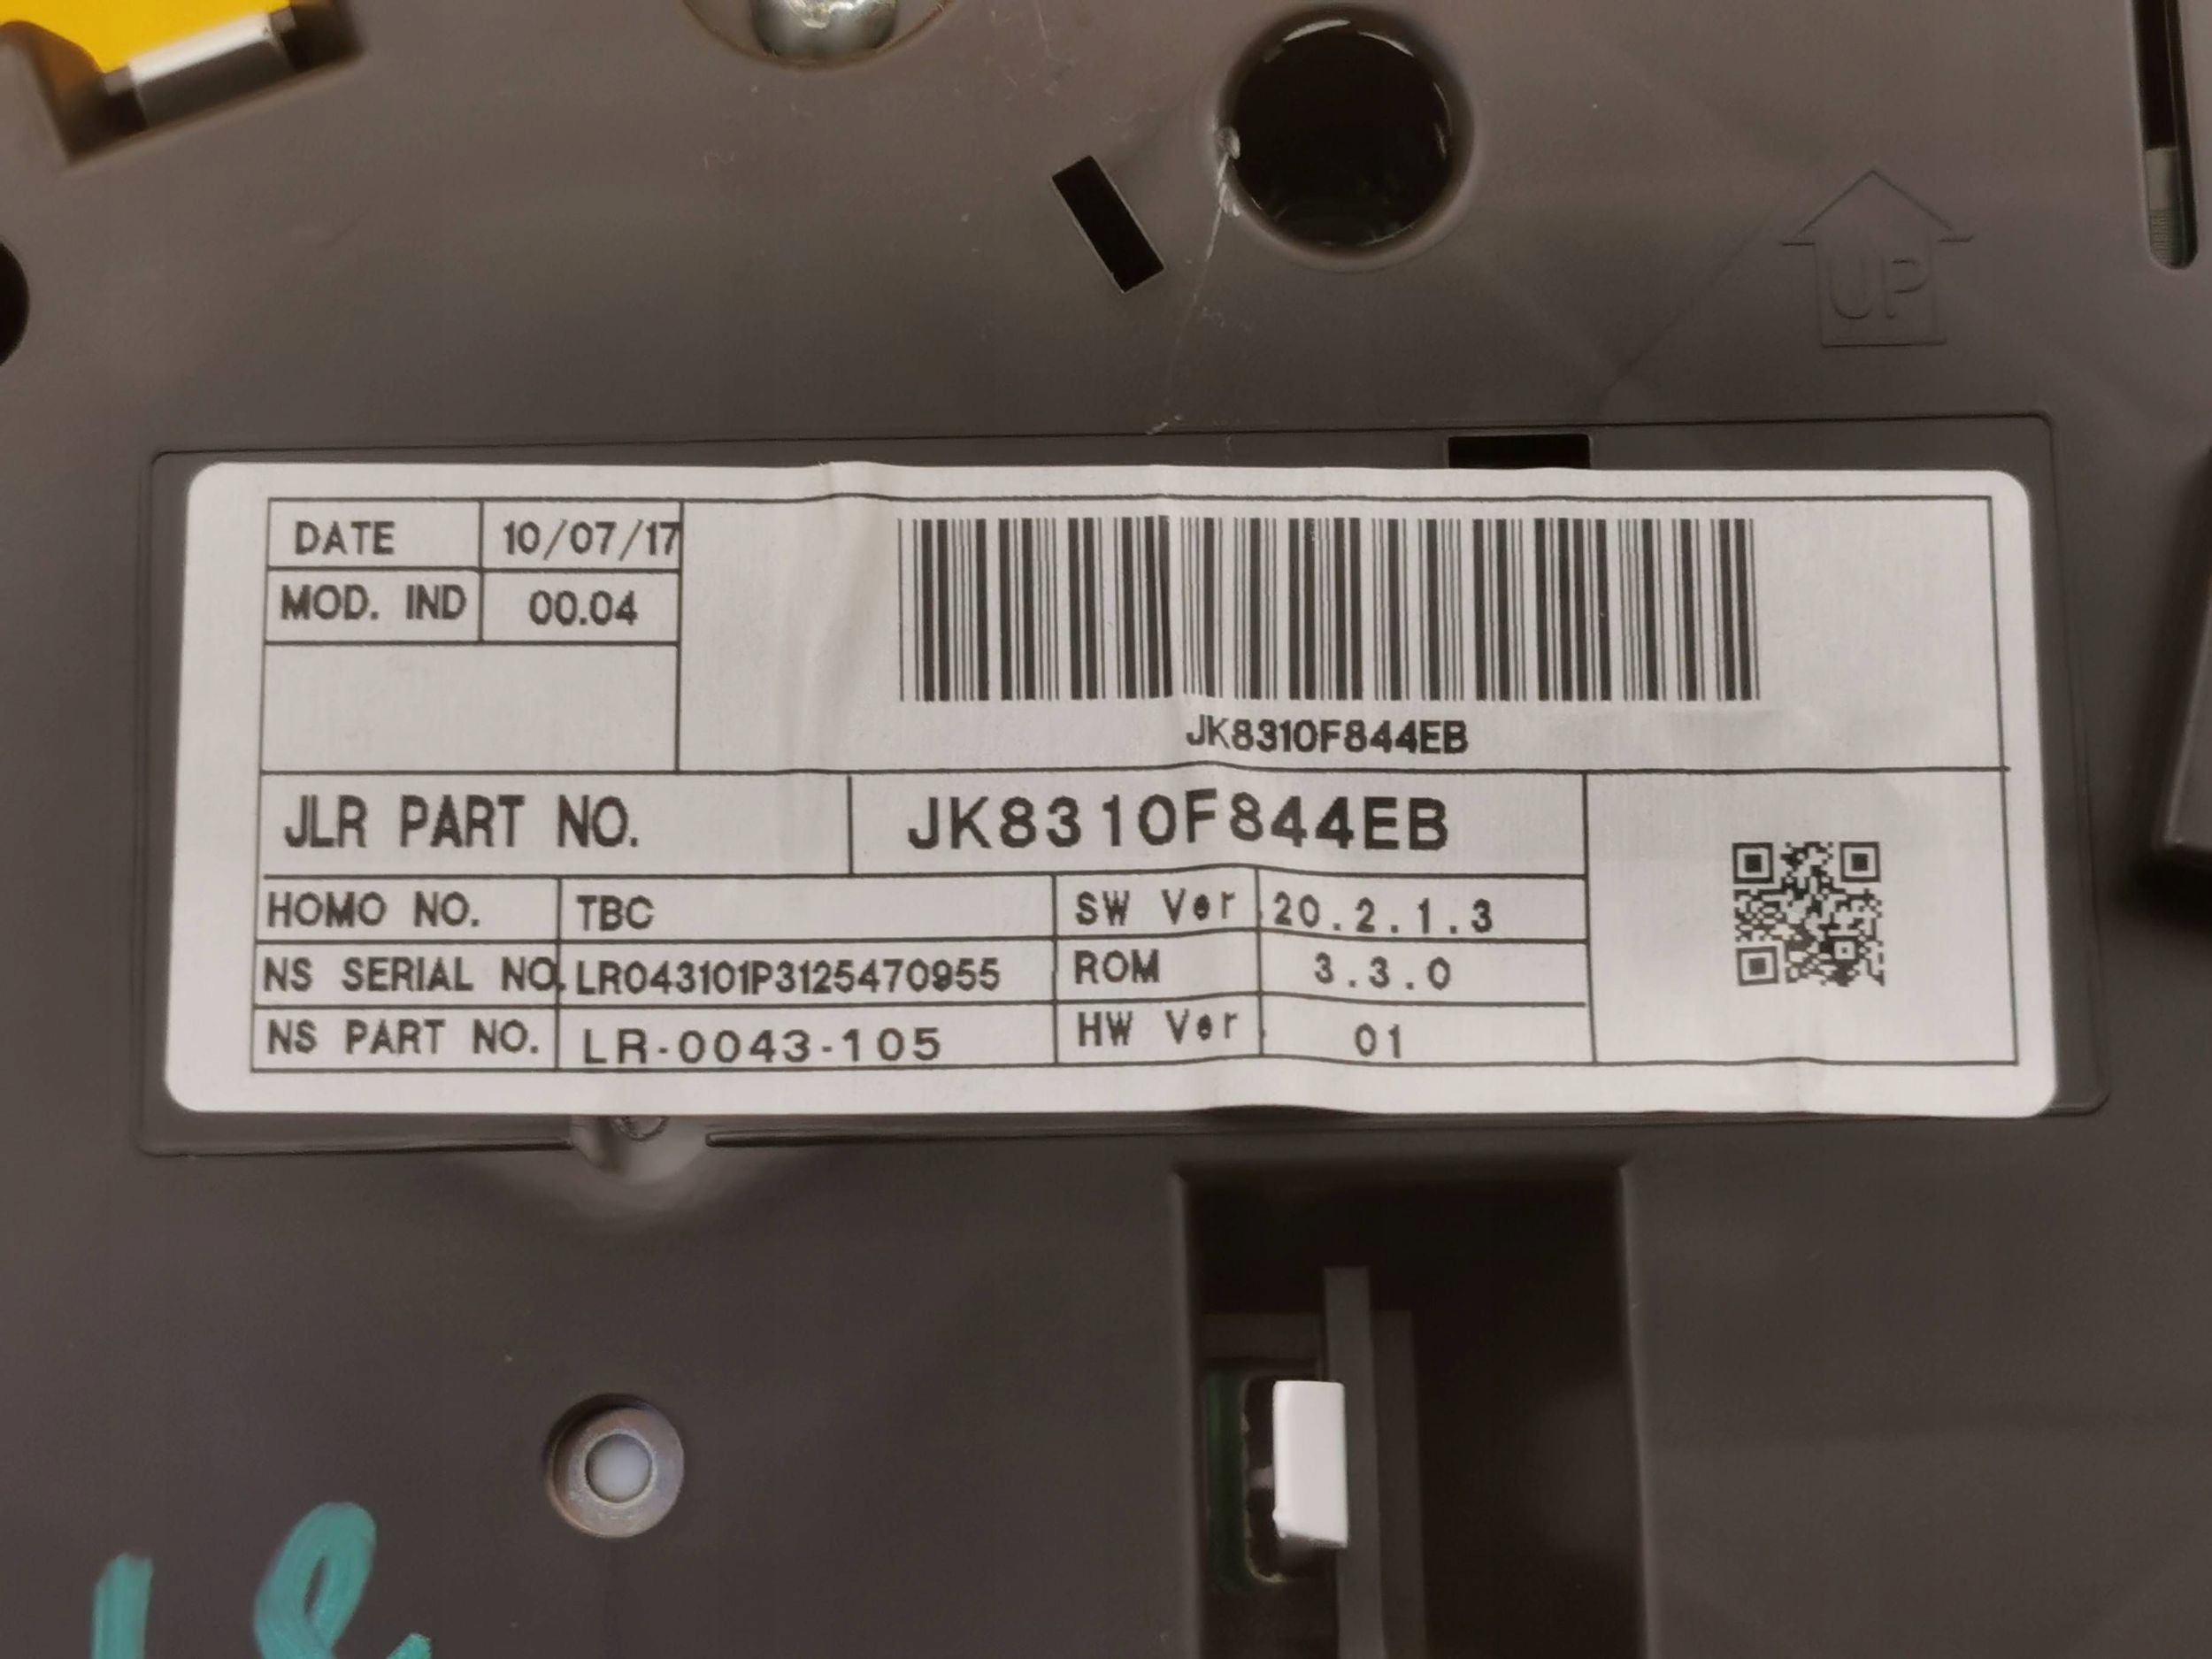 UP
DATE 10/07/17
MOD. IND 00.04
JK8310F844EB
JLR PART NO. JK8310F844EB
HOMO NO. TBC SW Ver 20.2.1.3
NS SERIAL NO. LR043101P3125470955 ROM 3.3.0
NS PART NO. LR-0043-105 HW Ver 01